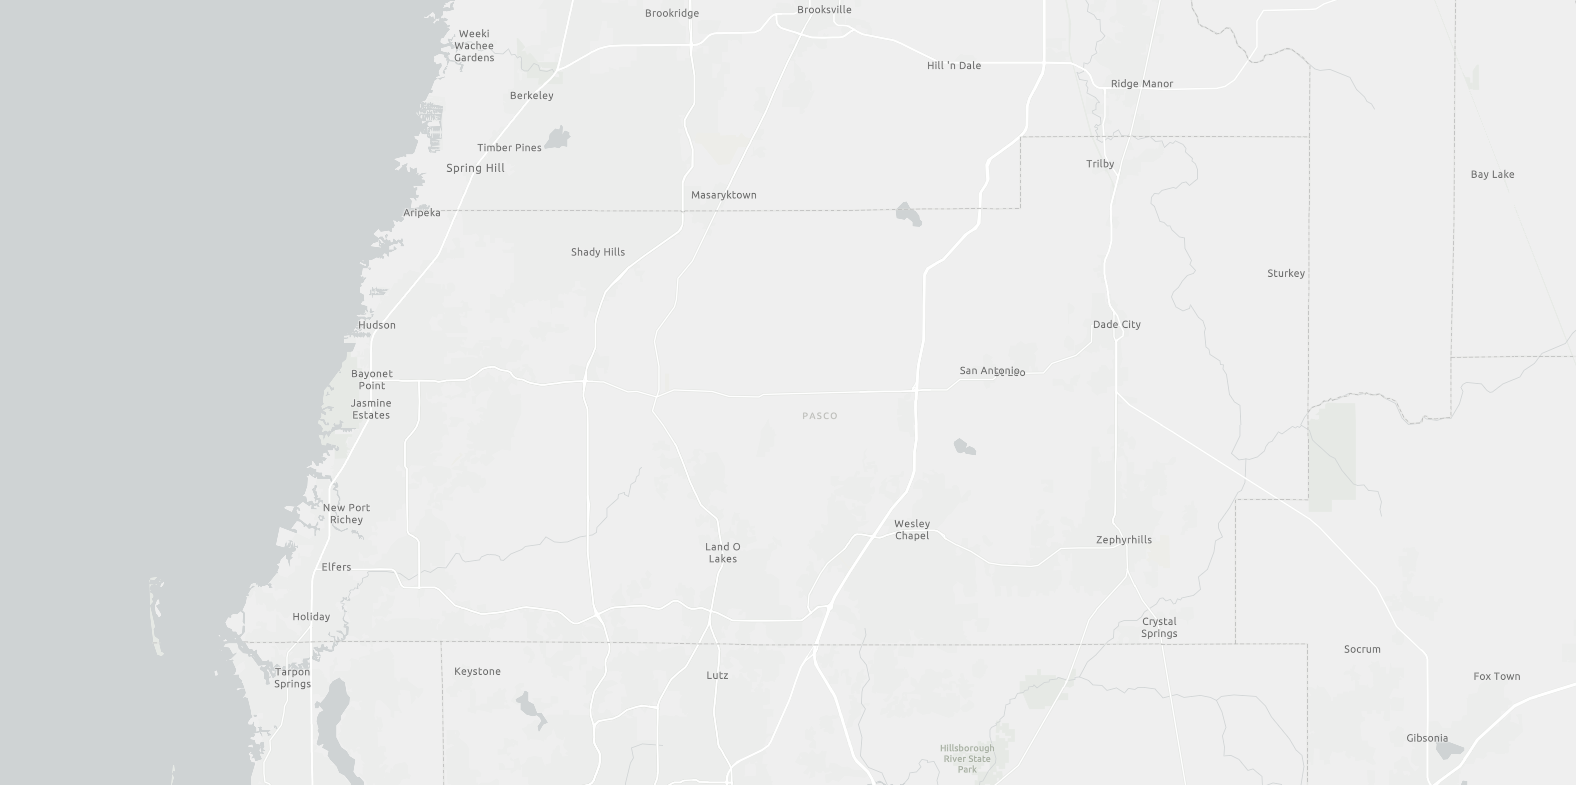 Brookridge
Brooksville
Weeki
Wachee
Gardens
Hill 'n Dale
Ridge Manor
Berkeley
Timber Pines
Spring Hill
Trilby
Bay Lake
Masaryktown
Aripeka
Shady Hills
Sturkey
Hudson
Dade City
San Antonio
Bayonet
Point
Jasmine
Estates
PASCO
New Port
Richey
Wesley
Chapel
Zephyrhills
Land O
Lakes
Elfers
Holiday
Crystal
Springs
Socrum
Tarpon
Springs
Keystone
Lutz
Fox Town
Gibsonia
Hillsborough
River State
Park